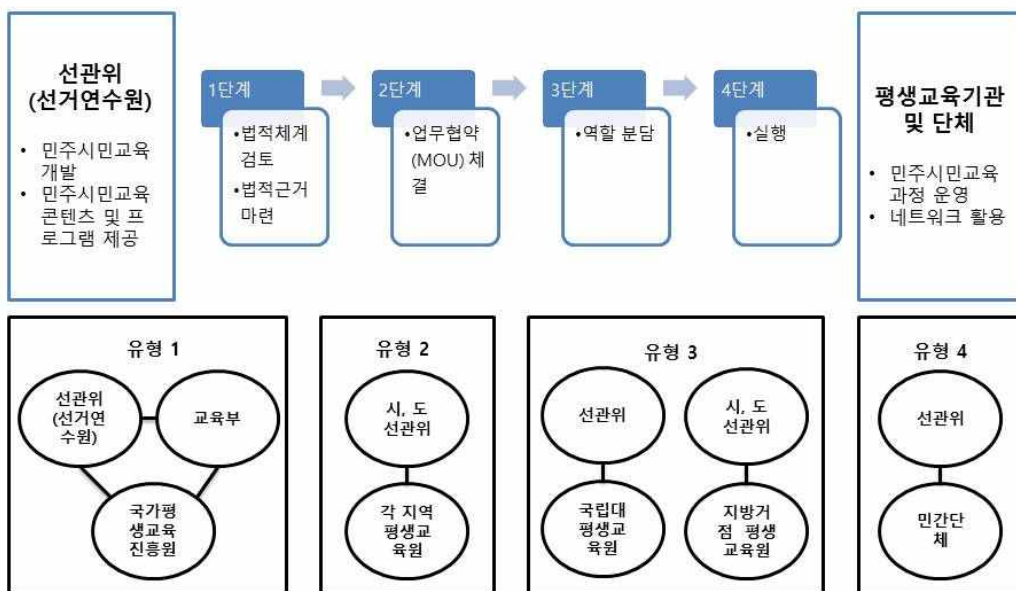 선관위
(선거연수원)
• 민주시민교육
개발
• 민주시민교육
콘텐츠 및 프
로그램 제공
1단계
•법적체계
검토
•법적근거
마련
2단계
•업무협약
(MOU) 체
결
3단계
•역할 분담
4단계
•실행
평생교육기관
및 단체
• 민주시민교육
과정 운영
• 네트워크 활용
유형 1
선관위
(선거연
수원)
교육부
국가평
생교육
진흥원
유형 2
시, 도
선관위
각 지역
평생교
육원
유형 3
선관위
국립대
평생교
육원
시, 도
선관위
지방거
점 평생
교육원
유형 4
선관위
민간단
체